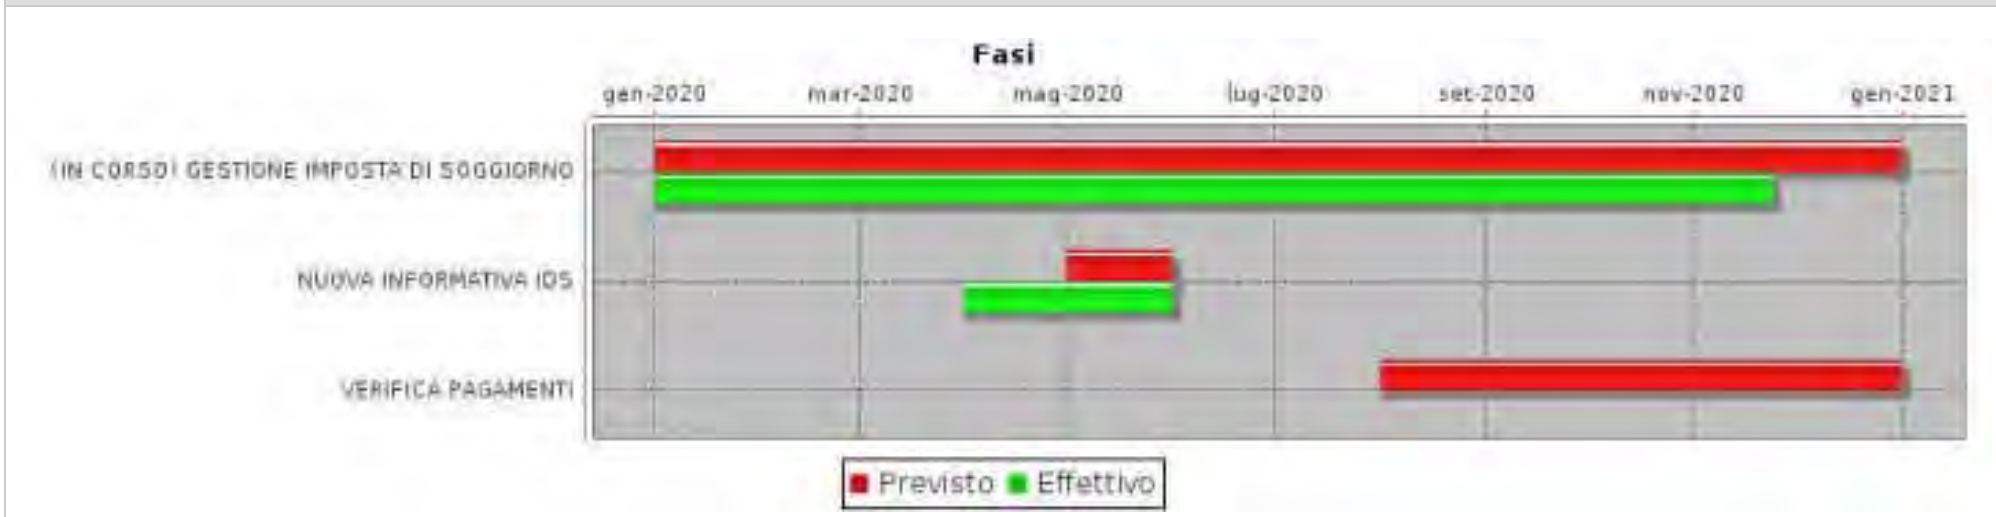 Fasi
gen-2020 mar-2020 mag-2020 lug-2020 set-2020 nov-2020 gen-2021
(IN CORSO) GESTIONE IMPOSTA DI SOGGIORNO
NUOVA INFORMATIVA IDS
VERIFICA PAGAMENTI
Previsto Effettivo